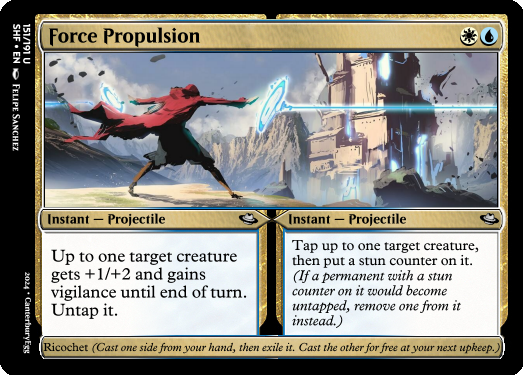 Force Propulsion
151/191 U
SHF • EN FELIPE SANCHEZ
2024 • CanterburyEgg
Instant — Projectile
Up to one target creature
gets +1/+2 and gains
vigilance until end of turn.
Untap it.
Instant — Projectile
Tap up to one target creature,
then put a stun counter on it.
(If a permanent with a stun
counter on it would become
untapped, remove one from it
instead.)
Ricochet (Cast one side from your hand, then exile it. Cast the other for free at your next upkeep.)